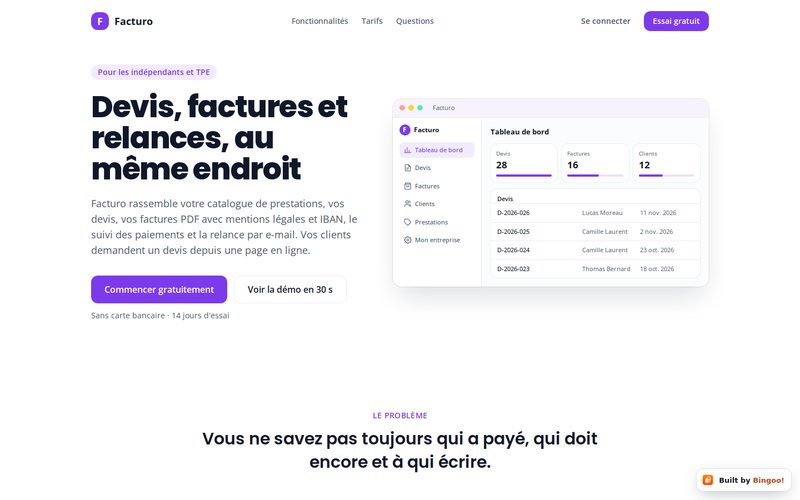 F Facturo
Fonctionnalités Tarifs Questions
Se connecter Essai gratuit
Pour les indépendants et TPE
Devis, factures et
relances, au
même endroit
Facturo rassemble votre catalogue de prestations, vos
devis, vos factures PDF avec mentions légales et IBAN, le
suivi des paiements et la relance par e-mail. Vos clients
demandent un devis depuis une page en ligne.
Commencer gratuitement Voir la démo en 30 s
Sans carte bancaire · 14 jours d'essai
Facturo
F Facturo
Tableau de bord
Devis
Factures
Clients
Prestations
Mon entreprise
Tableau de bord
Devis Factures Clients
28 16 12
Devis
D-2026-026 Lucas Moreau 11 nov. 2026
D-2026-025 Camille Laurent 2 nov. 2026
D-2026-024 Camille Laurent 23 oct. 2026
D-2026-023 Thomas Bernard 18 oct. 2026
LE PROBLÈME
Vous ne savez pas toujours qui a payé, qui doit
encore et à qui écrire.
Built by Bingoo!